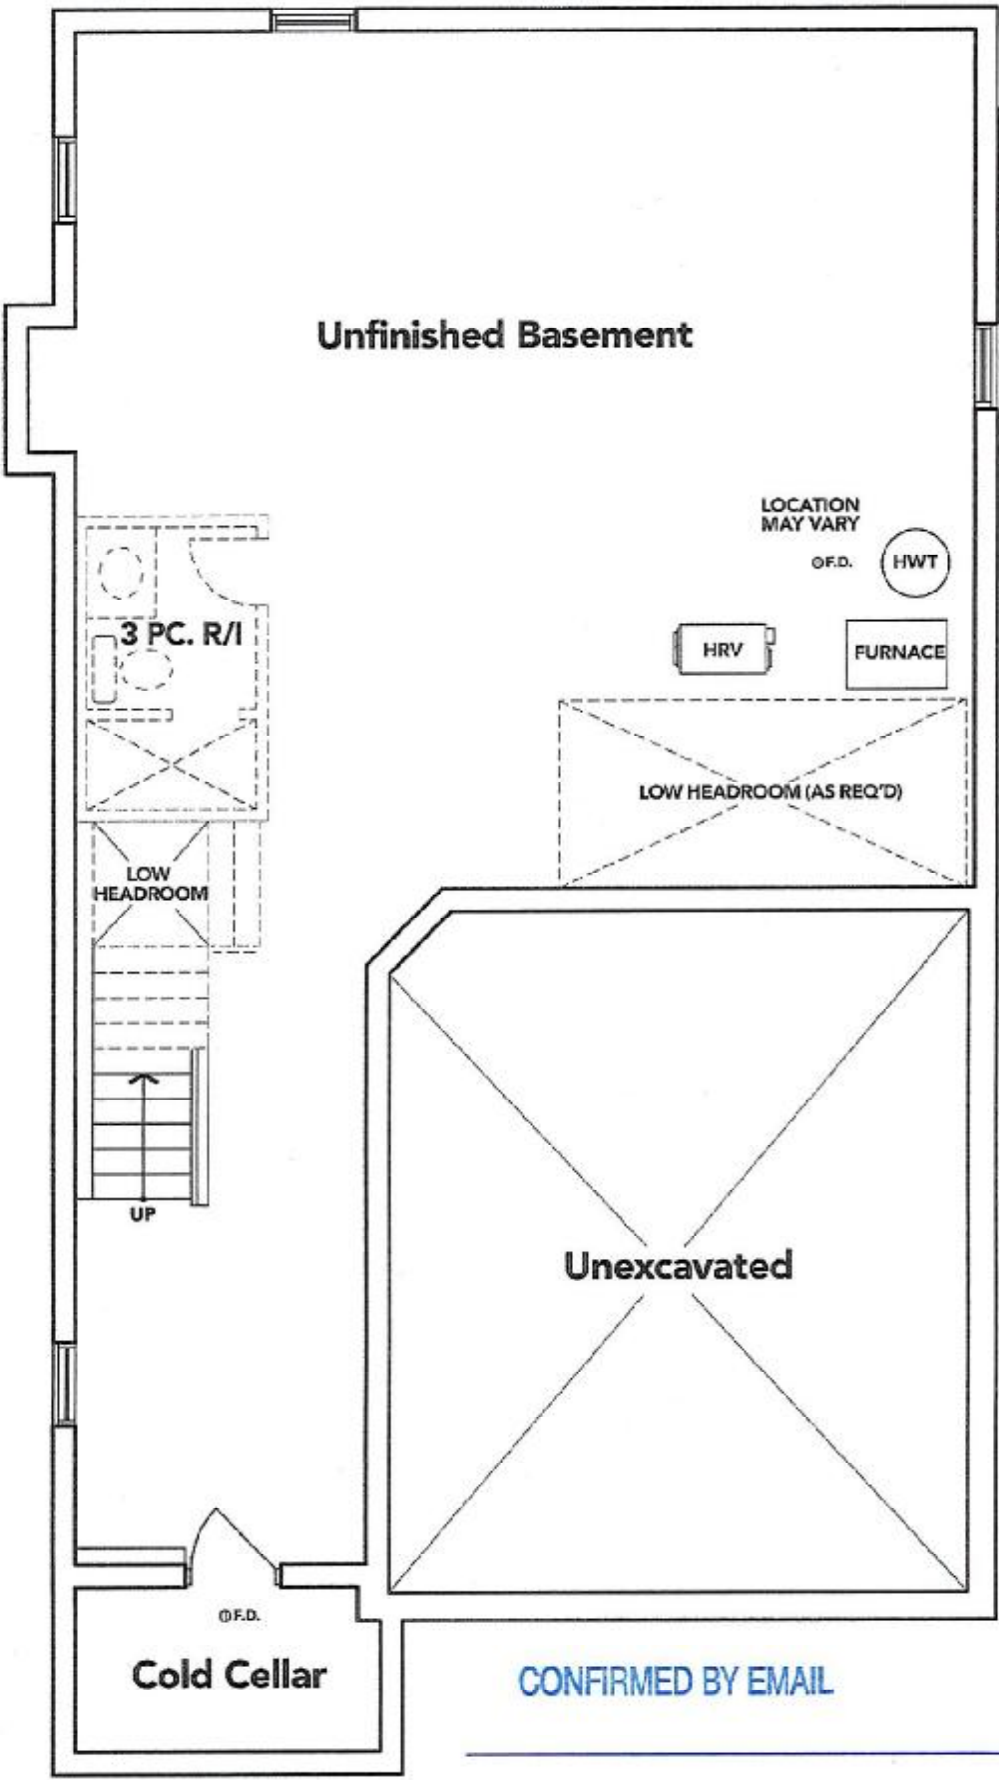 Unfinished Basement
LOCATION
MAY VARY
F.D.
HWT
3 PC. R/I
HRV
FURNACE
LOW HEADROOM (AS REQ'D)
LOW
HEADROOM
UP
Unexcavated
F.D.
Cold Cellar
CONFIRMED BY EMAIL